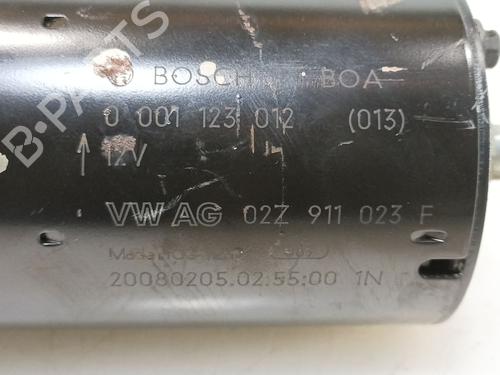 BOSCH BOA
0 001 123 012 (013)
12V
VW AG 02Z 911 023 F
20080205.02:55:00 1N
B-PARTS